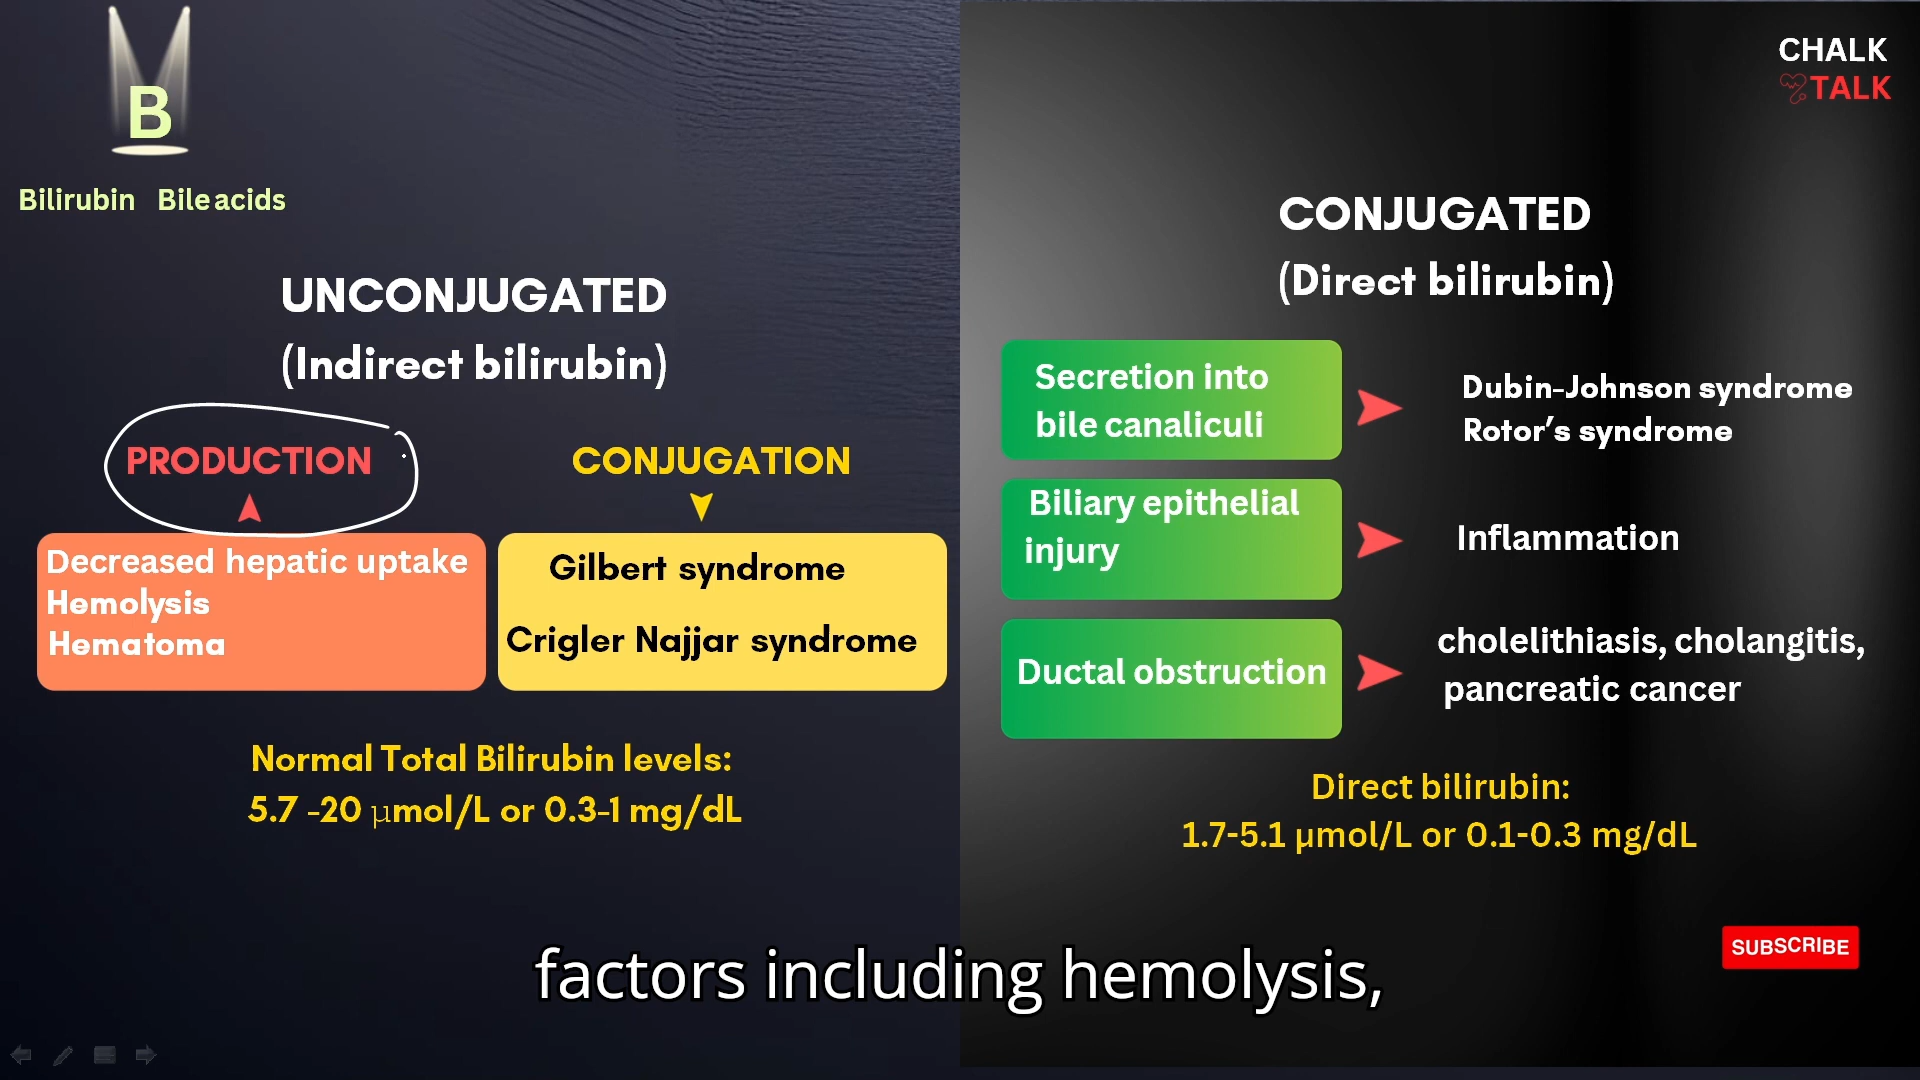 B
Bilirubin Bile acids
UNCONJUGATED
(Indirect bilirubin)
PRODUCTION
Decreased hepatic uptake
Hemolysis
Hematoma
CONJUGATION
Gilbert syndrome
Crigler Najjar syndrome
Normal Total Bilirubin levels:
5.7 -20 µmol/L or 0.3-1 mg/dL
CHALK
TALK
CONJUGATED
(Direct bilirubin)
Secretion into
bile canaliculi
Dubin-Johnson syndrome
Rotor's syndrome
Biliary epithelial
injury
Inflammation
Ductal obstruction
cholelithiasis, cholangitis,
pancreatic cancer
Direct bilirubin:
1.7-5.1 µmol/L or 0.1-0.3 mg/dL
SUBSCRIBE
factors including hemolysis,